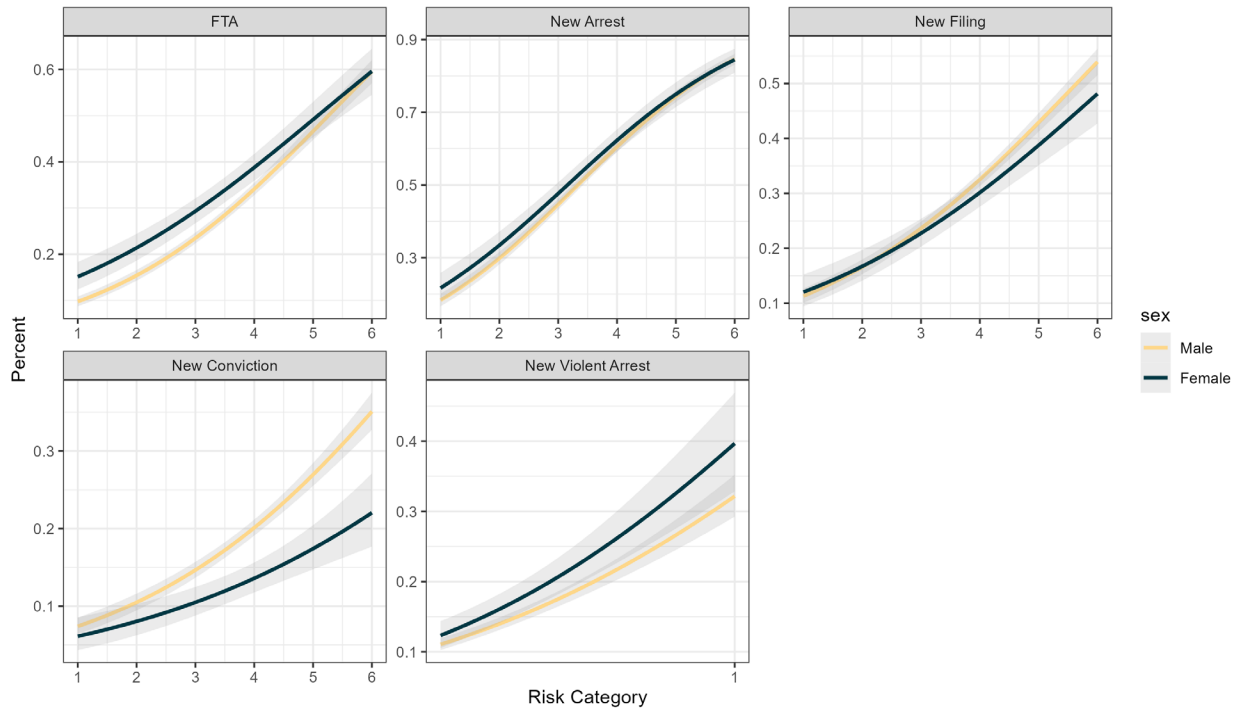 FTA
New Arrest
New Filing
0.6
0.4
0.2
1 2 3 4 5 6
0.9
0.7
0.5
0.3
1 2 3 4 5 6
0.5
0.4
0.3
0.2
0.1
1 2 3 4 5 6
New Conviction
New Violent Arrest
0.3
0.2
0.1
1 2 3 4 5 6
0.4
0.3
0.2
0.1
1
Percent
Risk Category
sex
Male
Female